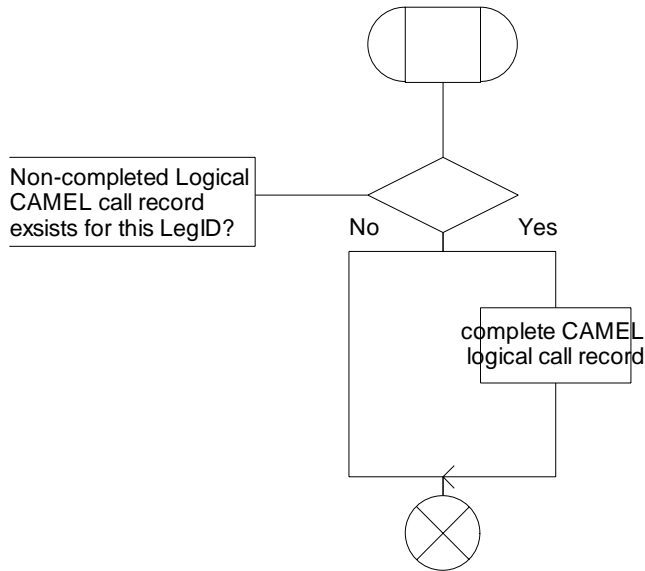 Non-completed Logical
CAMEL call record
exsists for this LegID?
No
Yes
complete CAMEL
logical call record